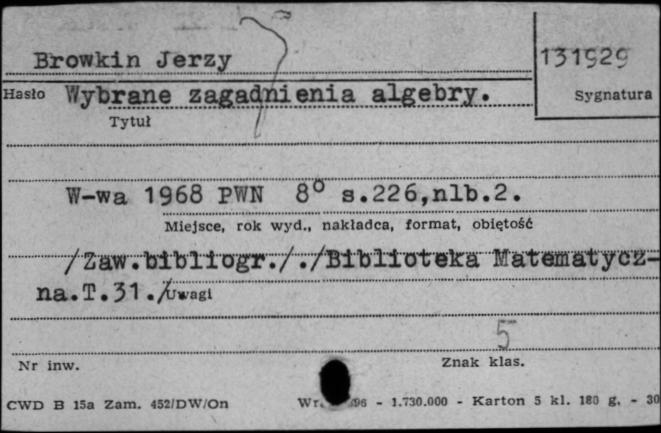 Browkin Jerzy
131929
Hasło Wybrane zagadnienia algebry.
Sygnatura
Tytuł
W-wa 1968 PWN 8° s.226,nlb.2.
Miejsce, rok wyd., nakładca, format, obiętość
/Zaw.bibliogr././Biblioteka Matematycz-
na.T.31./Uwagi
5
Nr inw. Znak klas.
CWD B 15a Zam. 452/DW/On - 1.730.000 - Karton 5 kl. 180 g. - 30